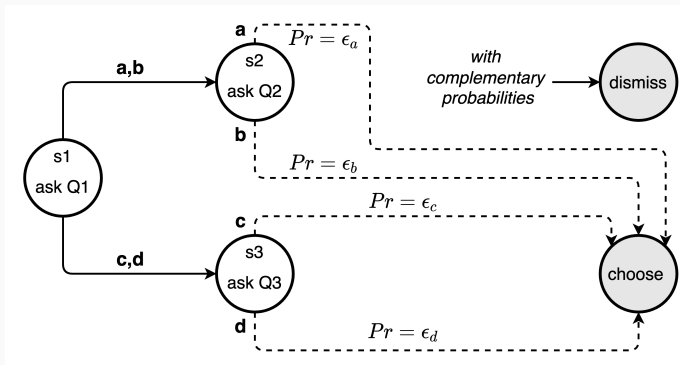 a
Pr = ϵa
s2
ask Q2
b
with
complementary
probabilities
dismiss
a,b
s1
ask Q1
Pr = ϵb
Pr = ϵc
c
s3
ask Q3
d
c,d
choose
Pr = ϵd